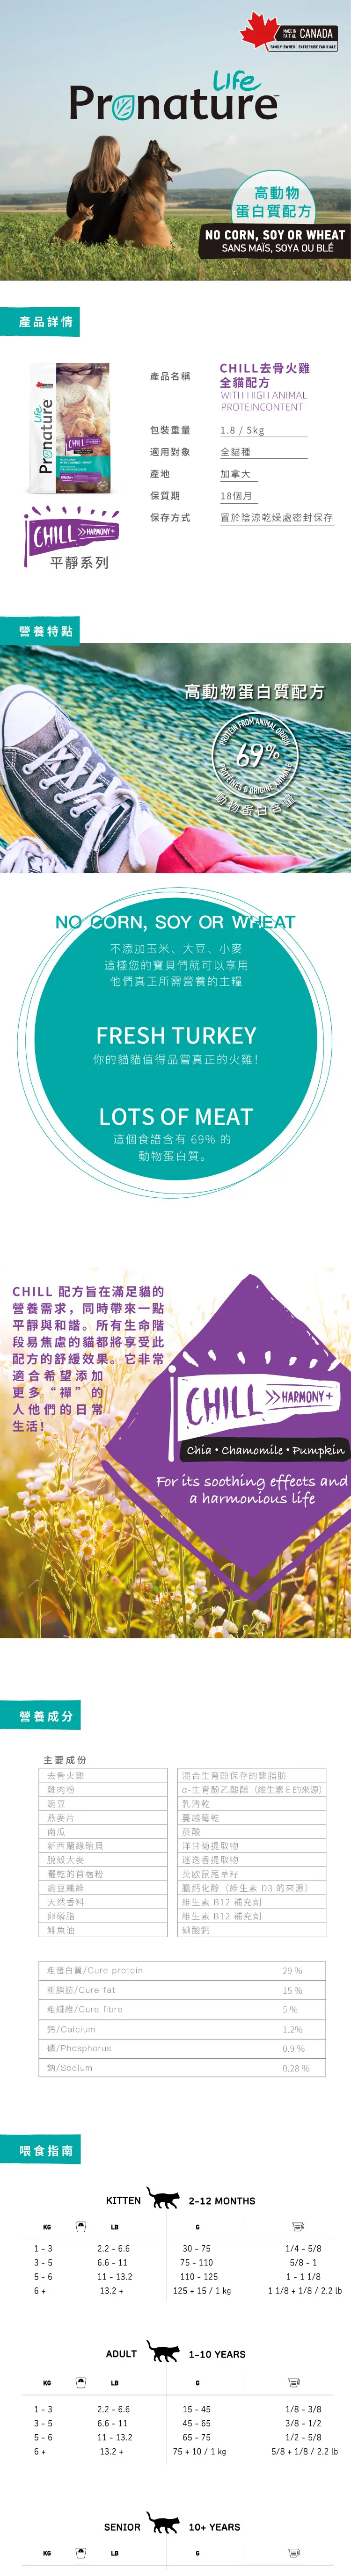 MADE IN
FAIT AU
CANADA
FAMILY-OWNED | ENTREPRISE FAMILIALE
Life
Pronature
高動物
蛋白質配方
NO CORN, SOY OR WHEAT
SANS MAÏS, SOYA OU BLÉ
產品詳情
產品名稱
CHILL去骨火雞
全貓配方
WITH HIGH ANIMAL
PROTEINCONTENT
包裝重量 1.8 / 5kg
適用對象 全貓種
產地 加拿大
保質期 18個月
保存方式 置於陰涼乾燥處密封保存
Life
Pronature
CHILL HARMONY+
平靜系列
營養特點
高動物蛋白質配方
PROTEIN FROM ANIMAL ORIGIN
69%
PROTÉINES D'ORIGINE ANIMALE
動物蛋白含量
NO CORN, SOY OR WHEAT
不添加玉米、大豆、小麥
這樣您的寶貝們就可以享用
他們真正所需營養的主糧
FRESH TURKEY
你的貓貓值得品嘗真正的火雞！
LOTS OF MEAT
這個食譜含有 69% 的
動物蛋白質。
CHILL 配方旨在滿足貓的
營養需求，同時帶來一點
平靜與和諧。所有生命階
段易焦慮的貓都將享受此
配方的舒緩效果。它非常
適合希望添加
更多“禪”的
人他們的日常
生活！
CHILL HARMONY+
Chia • Chamomile • Pumpkin
For its soothing effects and
a harmonious life
營養成分
主要成份
去骨火雞 混合生育酚保存的雞脂肪
雞肉粉 α-生育酚乙酸酯（維生素 E 的來源）
豌豆 乳清乾
燕麥片 蔓越莓乾
南瓜 菸酸
新西蘭綠貽貝 洋甘菊提取物
脫殼大麥 迷迭香提取物
曬乾的苜蓿粉 芡歐鼠尾草籽
豌豆纖維 膽鈣化醇（維生素 D3 的來源）
天然香料 維生素 B12 補充劑
卵磷脂 維生素 B12 補充劑
鯡魚油 碘酸鈣
粗蛋白質/Cure protein 29 %
粗脂肪/Cure fat 15 %
粗纖維/Cure fibre 5 %
鈣/Calcium 1.2%
磷/Phosphorus 0.9 %
鈉/Sodium 0.28 %
喂食指南
KITTEN 2-12 MONTHS
KG LB G
1 - 3 2.2 - 6.6 30 - 75 1/4 - 5/8
3 - 5 6.6 - 11 75 - 110 5/8 - 1
5 - 6 11 - 13.2 110 - 125 1 - 1 1/8
6 + 13.2 + 125 + 15 / 1 kg 1 1/8 + 1/8 / 2.2 lb
ADULT 1-10 YEARS
KG LB G
1 - 3 2.2 - 6.6 15 - 45 1/8 - 3/8
3 - 5 6.6 - 11 45 - 65 3/8 - 1/2
5 - 6 11 - 13.2 65 - 75 1/2 - 5/8
6 + 13.2 + 75 + 10 / 1 kg 5/8 + 1/8 / 2.2 lb
SENIOR 10+ YEARS
KG LB G